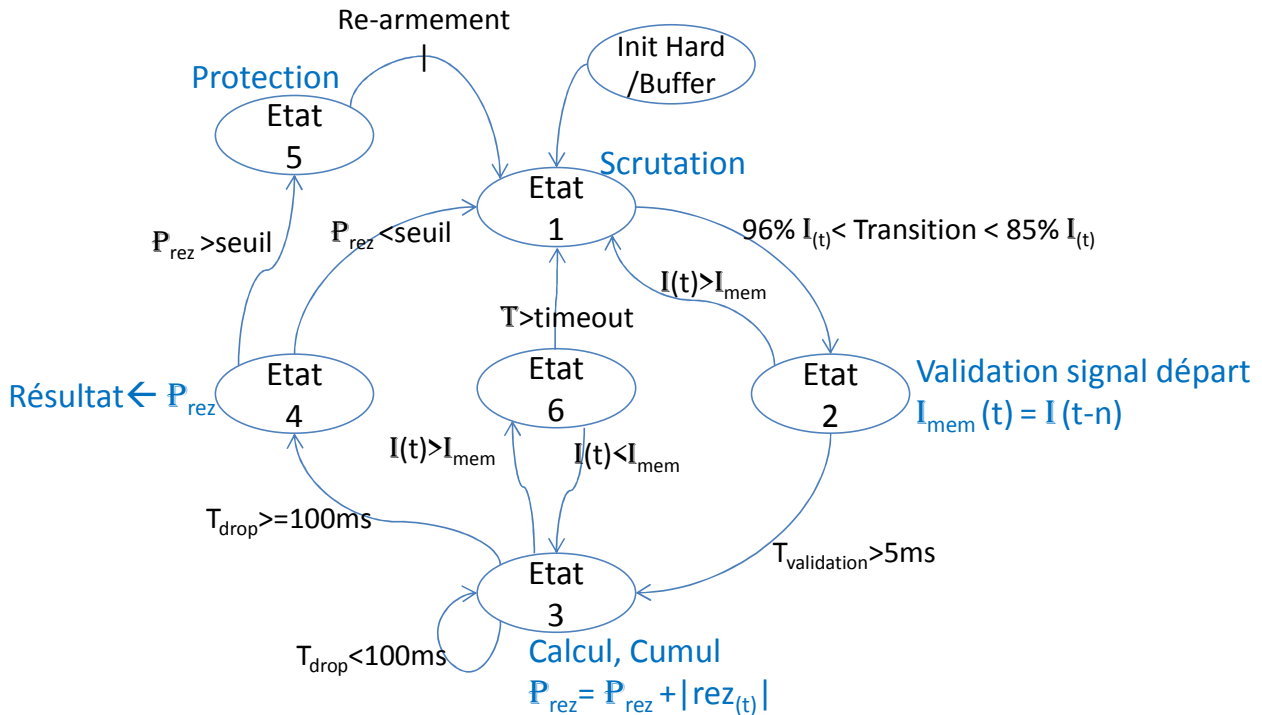 Re-armement
Init Hard
/Buffer
Protection
Etat
5
Scrutation
Etat
1
96% I(t)< Transition < 85% I(t)
Prez >seuil
Prez <seuil
I(t)>Imem
T>timeout
Résultat← Prez
Etat
4
Etat
6
Etat
2
Validation signal départ
Imem (t) = I (t-n)
I(t)>Imem
I(t)<Imem
Tdrop>=100ms
Tvalidation>5ms
Etat
3
Tdrop<100ms
Calcul, Cumul
Prez= Prez +|rez(t)|